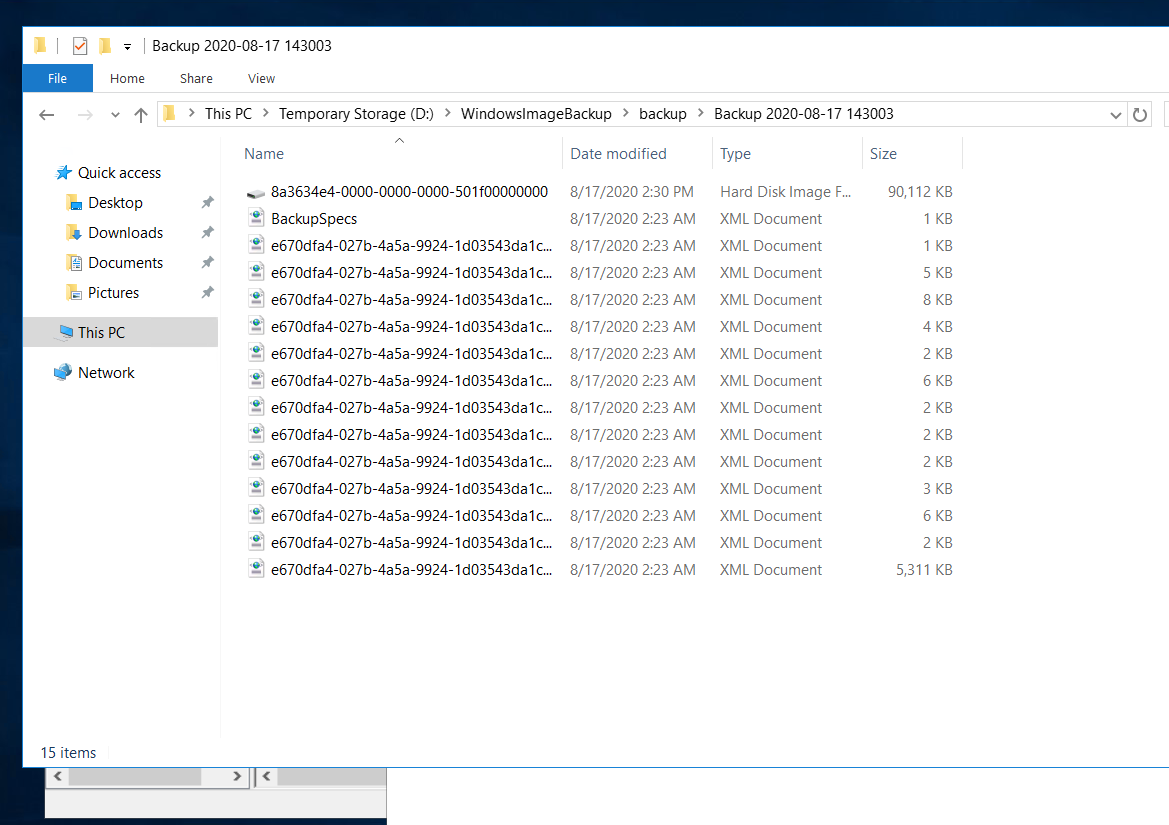 Backup 2020-08-17 143003
File Home Share View
This PC Temporary Storage (D:) WindowsImageBackup backup Backup 2020-08-17 143003
Name Date modified Type Size
Quick access
Desktop
Downloads
Documents
Pictures
This PC
Network
8a3634e4-0000-0000-0000-501f00000000 8/17/2020 2:30 PM Hard Disk Image F... 90,112 KB
BackupSpecs 8/17/2020 2:23 AM XML Document 1 KB
e670dfa4-027b-4a5a-9924-1d03543da1c... 8/17/2020 2:23 AM XML Document 1 KB
e670dfa4-027b-4a5a-9924-1d03543da1c... 8/17/2020 2:23 AM XML Document 5 KB
e670dfa4-027b-4a5a-9924-1d03543da1c... 8/17/2020 2:23 AM XML Document 8 KB
e670dfa4-027b-4a5a-9924-1d03543da1c... 8/17/2020 2:23 AM XML Document 4 KB
e670dfa4-027b-4a5a-9924-1d03543da1c... 8/17/2020 2:23 AM XML Document 2 KB
e670dfa4-027b-4a5a-9924-1d03543da1c... 8/17/2020 2:23 AM XML Document 6 KB
e670dfa4-027b-4a5a-9924-1d03543da1c... 8/17/2020 2:23 AM XML Document 2 KB
e670dfa4-027b-4a5a-9924-1d03543da1c... 8/17/2020 2:23 AM XML Document 2 KB
e670dfa4-027b-4a5a-9924-1d03543da1c... 8/17/2020 2:23 AM XML Document 2 KB
e670dfa4-027b-4a5a-9924-1d03543da1c... 8/17/2020 2:23 AM XML Document 3 KB
e670dfa4-027b-4a5a-9924-1d03543da1c... 8/17/2020 2:23 AM XML Document 6 KB
e670dfa4-027b-4a5a-9924-1d03543da1c... 8/17/2020 2:23 AM XML Document 2 KB
e670dfa4-027b-4a5a-9924-1d03543da1c... 8/17/2020 2:23 AM XML Document 5,311 KB
15 items